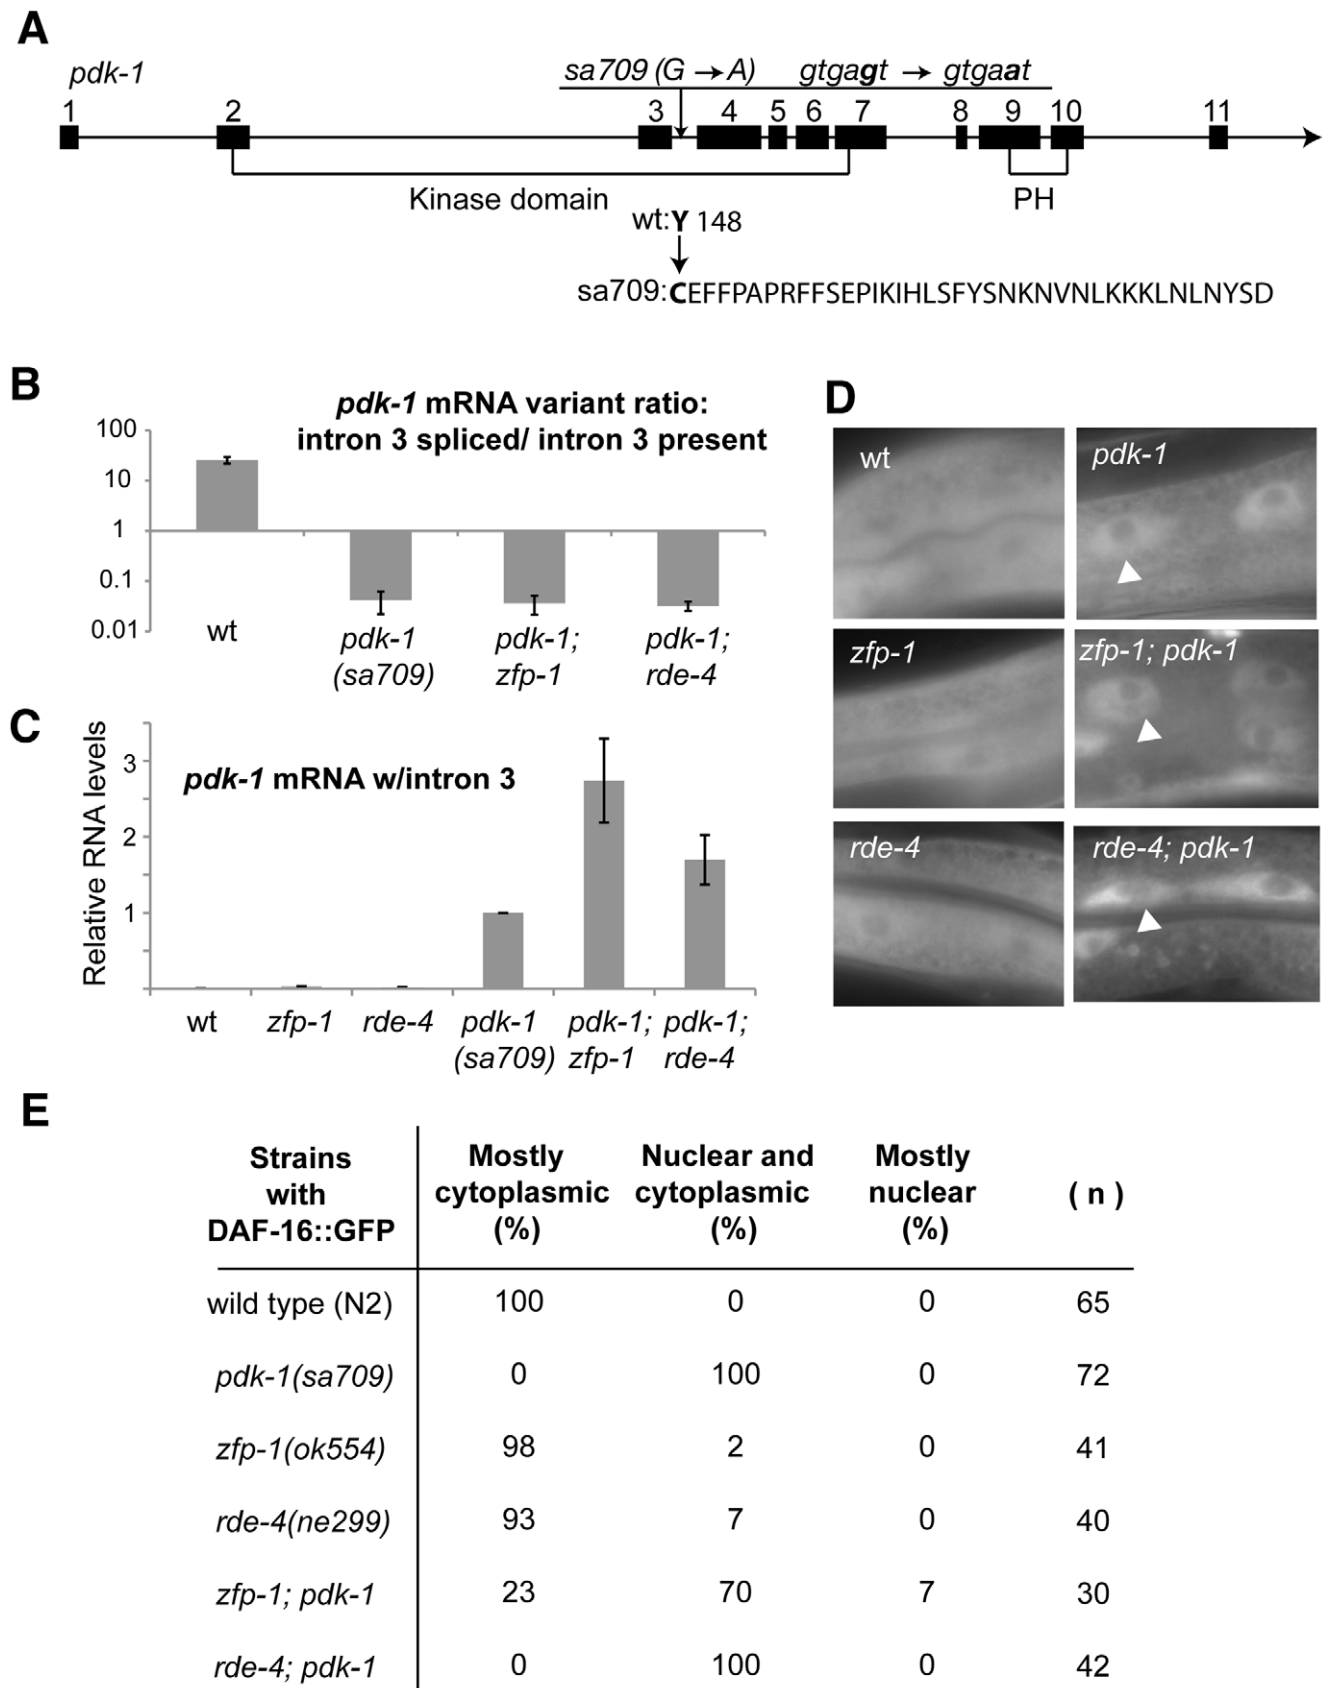 A
pdk-1
sa709 (G → A) gtgagt → gtgaat
1 2 3 4 5 6 7 8 9 10 11
Kinase domain
PH
wt:Y 148
sa709:CEFFPAPRFFSEPIKIHLSFYSNKNVNLKKKLNLNYSD
B
pdk-1 mRNA variant ratio:
intron 3 spliced/ intron 3 present
100
10
1
0.1
0.01
wt
pdk-1
(sa709)
pdk-1;
zfp-1
pdk-1;
rde-4
C
Relative RNA levels
pdk-1 mRNA w/intron 3
3
2
1
wt
zfp-1
rde-4
pdk-1
(sa709)
pdk-1;
zfp-1
pdk-1;
rde-4
D
wt
pdk-1
zfp-1
zfp-1; pdk-1
rde-4
rde-4; pdk-1
E
Strains
with
DAF-16::GFP
Mostly
cytoplasmic
(%)
Nuclear and
cytoplasmic
(%)
Mostly
nuclear
(%)
( n )
wild type (N2) 100 0 0 65
pdk-1(sa709) 0 100 0 72
zfp-1(ok554) 98 2 0 41
rde-4(ne299) 93 7 0 40
zfp-1; pdk-1 23 70 7 30
rde-4; pdk-1 0 100 0 42